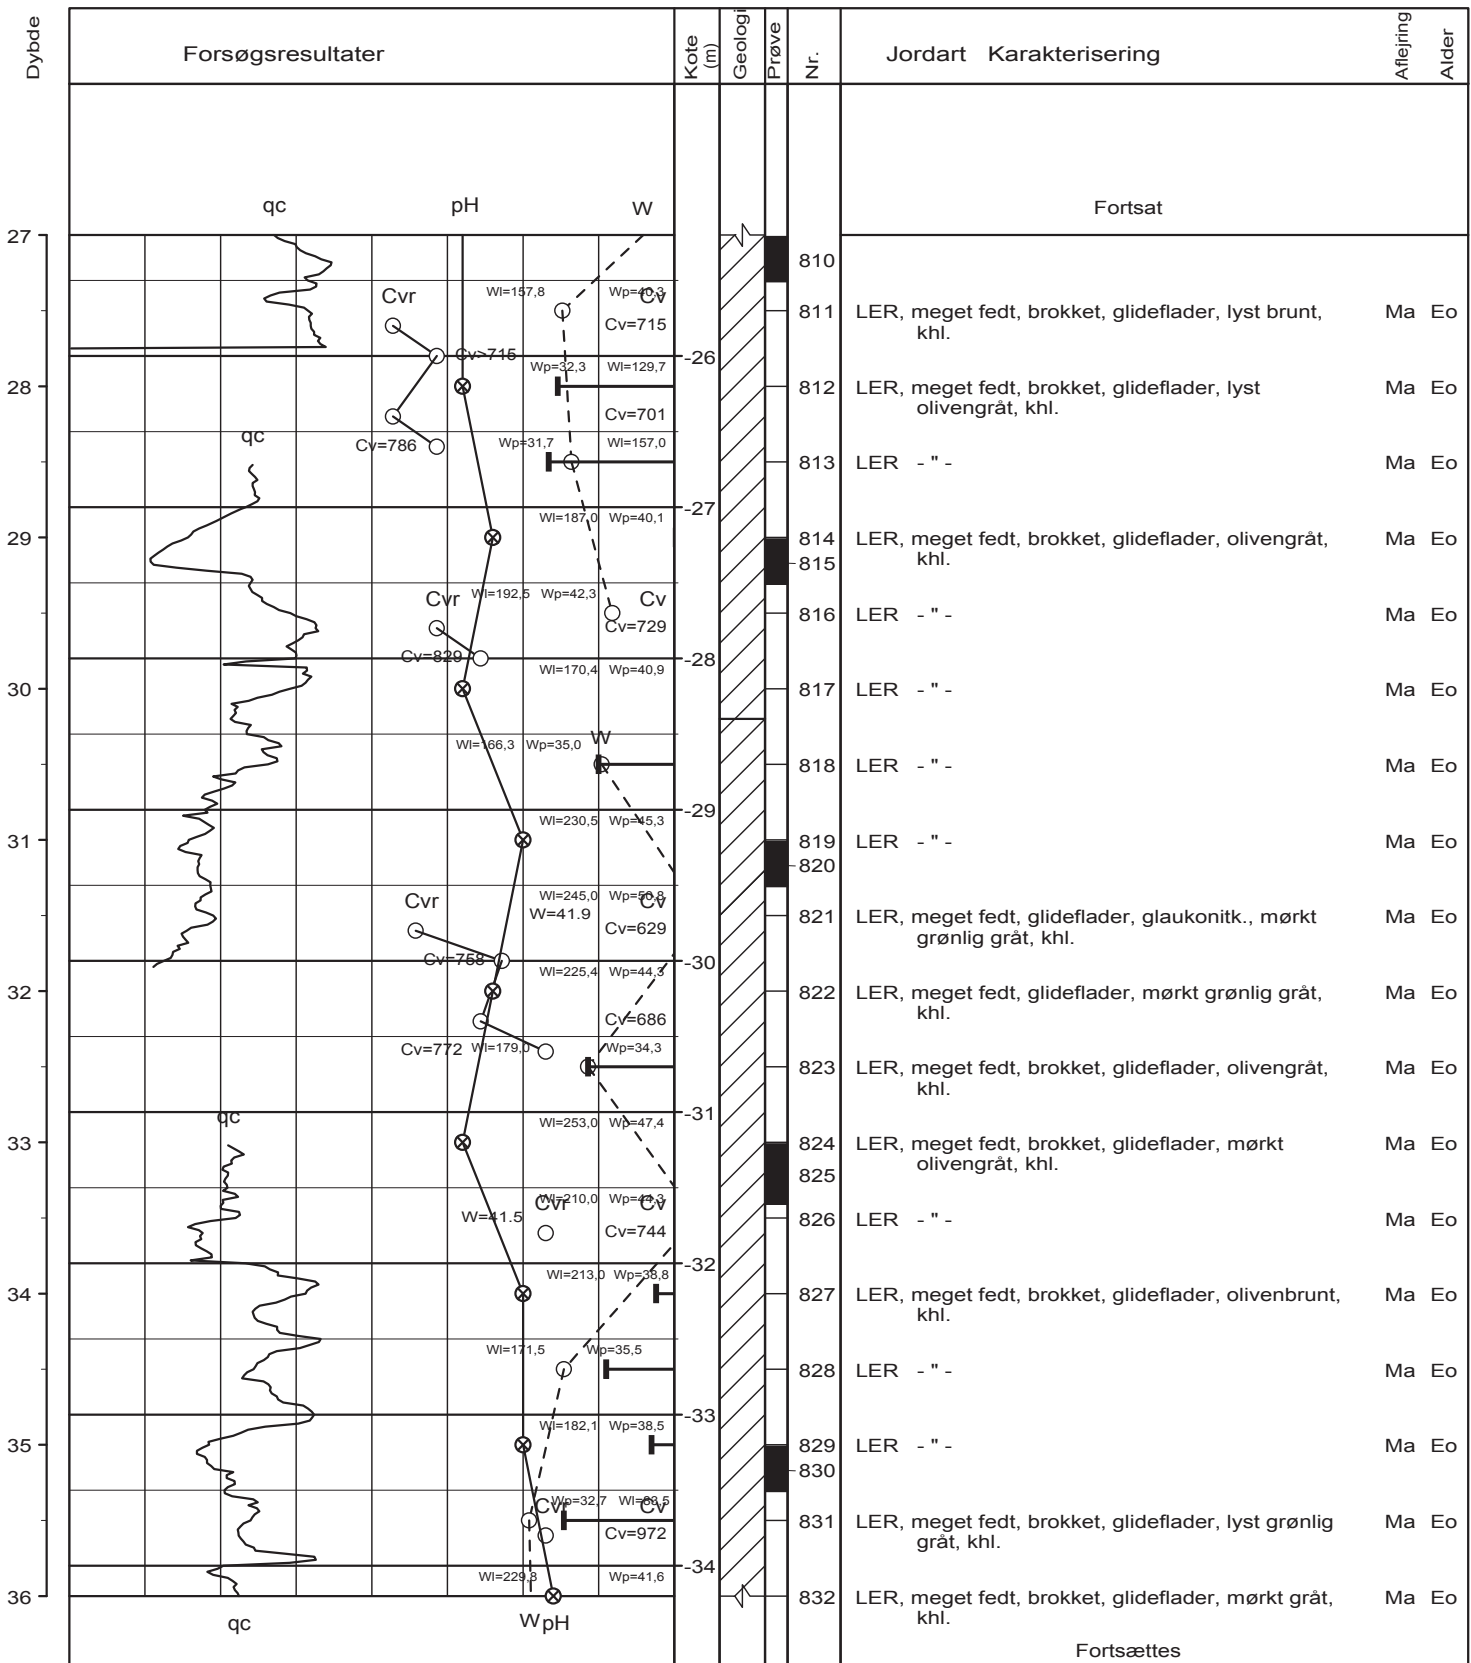 Dybde
Forsøgsresultater
Kote (m)
Geologi
Prøve
Nr.
Jordart Karakterisering
Aflejring
Alder
qc pH W
Fortsat
27
810
Wl=157,8 Wp=40,3
Cvr Cv
Cv=715
811 LER, meget fedt, brokket, glideflader, lyst brunt, Ma Eo
khl.
Cv>715
-26
Wp=32,3 Wl=129,7
28
812 LER, meget fedt, brokket, glideflader, lyst Ma Eo
olivengråt, khl.
Cv=701
qc
Cv=786
Wp=31,7 Wl=157,0
813 LER - " - Ma Eo
-27
Wl=187,0 Wp=40,1
29
814 LER, meget fedt, brokket, glideflader, olivengråt, Ma Eo
815 khl.
Wl=192,5 Wp=42,3
Cvr Cv
Cv=729
816 LER - " - Ma Eo
Cv=829
-28
Wl=170,4 Wp=40,9
30
817 LER - " - Ma Eo
W
Wl=166,3 Wp=35,0
818 LER - " - Ma Eo
-29
Wl=230,5 Wp=45,3
31
819 LER - " - Ma Eo
820
Wl=245,0 Wp=50,8
Cvr Cv
W=41.9
Cv=629
821 LER, meget fedt, glideflader, glaukonitk., mørkt Ma Eo
grønlig gråt, khl.
Cv=758
-30
Wl=225,4 Wp=44,3
32
822 LER, meget fedt, glideflader, mørkt grønlig gråt, Ma Eo
khl.
Cv=686
Cv=772 Wl=179,0 Wp=34,3
823 LER, meget fedt, brokket, glideflader, olivengråt, Ma Eo
khl.
qc
-31
Wl=253,0 Wp=47,4
33
824 LER, meget fedt, brokket, glideflader, mørkt Ma Eo
olivengråt, khl.
825
Wl=210,0 Wp=44,3
Cvr Cv
W=41.5
Cv=744
826 LER - " - Ma Eo
-32
Wl=213,0 Wp=38,8
34
827 LER, meget fedt, brokket, glideflader, olivenbrunt, Ma Eo
khl.
Wl=171,5 Wp=35,5
828 LER - " - Ma Eo
-33
Wl=182,1 Wp=38,5
35
829 LER - " - Ma Eo
830
Wp=32,7 Wl=83,5
Cvr Cv
Cv=972
831 LER, meget fedt, brokket, glideflader, lyst grønlig Ma Eo
gråt, khl.
-34
Wl=229,8 Wp=41,6
36
832 LER, meget fedt, brokket, glideflader, mørkt gråt, Ma Eo
khl.
qc W pH
Fortsættes